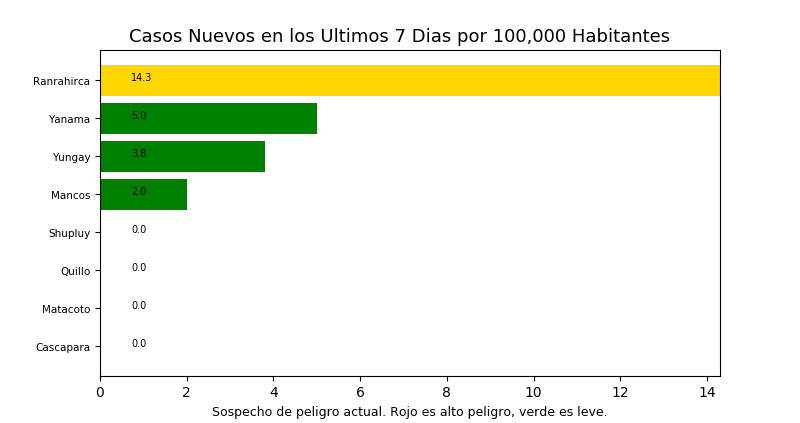 Casos Nuevos en los Ultimos 7 Dias por 100,000 Habitantes
Ranrahirca 14.3
Yanama 5.0
Yungay 3.8
Mancos 2.0
Shupluy 0.0
Quillo 0.0
Matacoto 0.0
Cascapara 0.0
0 2 4 6 8 10 12 14
Sospecho de peligro actual. Rojo es alto peligro, verde es leve.